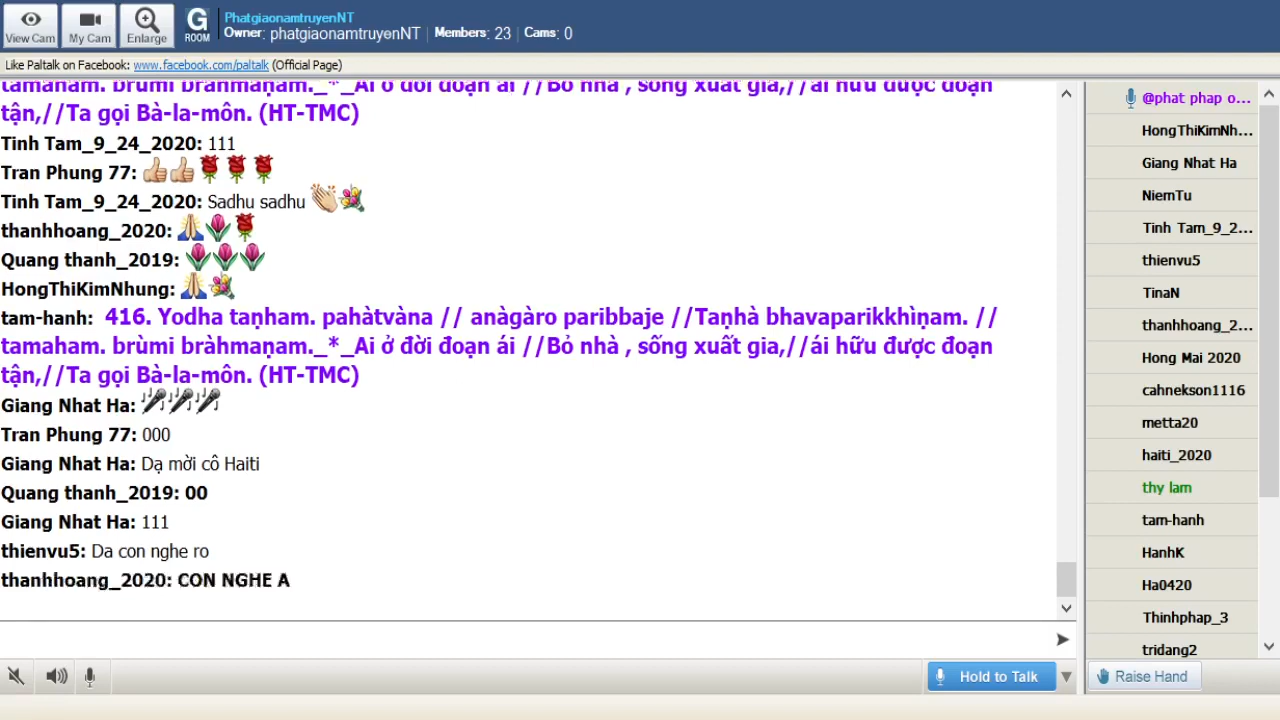 View Cam
My Cam
Enlarge
G
ROOM
PhatgiaonamtruyenNT
Owner: phatgiaonamtruyenNT | Members: 23 | Cams: 0
Like Paltalk on Facebook: www.facebook.com/paltalk (Official Page)
tamahaṃ. brùmi bràhmaṇaṃ._*_Ai ở đời đoạn ái //Bỏ nhà , sống xuất gia,//ái hữu được đoạn
tận,//Ta gọi Bà-la-môn. (HT-TMC)
Tinh Tam_9_24_2020: 111
Tran Phung 77:
Tinh Tam_9_24_2020: Sadhu sadhu
thanhhoang_2020:
Quang thanh_2019:
HongThiKimNhung:
tam-hanh: 416. Yodha taṇham. pahàtvàna // anàgàro paribbaje //Taṇhà bhavaparikkhìṇam. //
tamaham. brùmi bràhmaṇam._*_Ai ở đời đoạn ái //Bỏ nhà , sống xuất gia,//ái hữu được đoạn
tận,//Ta gọi Bà-la-môn. (HT-TMC)
Giang Nhat Ha:
Tran Phung 77: 000
Giang Nhat Ha: Dạ mời cô Haiti
Quang thanh_2019: 00
Giang Nhat Ha: 111
thienvu5: Da con nghe ro
thanhhoang_2020: CON NGHE A
Hold to Talk
@phat phap o...
HongThiKimNh...
Giang Nhat Ha
NiemTu
Tinh Tam_9_2...
thienvu5
TinaN
thanhhoang_2...
Hong Mai 2020
cahnekson1116
metta20
haiti_2020
thy lam
tam-hanh
HanhK
Ha0420
Thinhphap_3
tridang2
Raise Hand